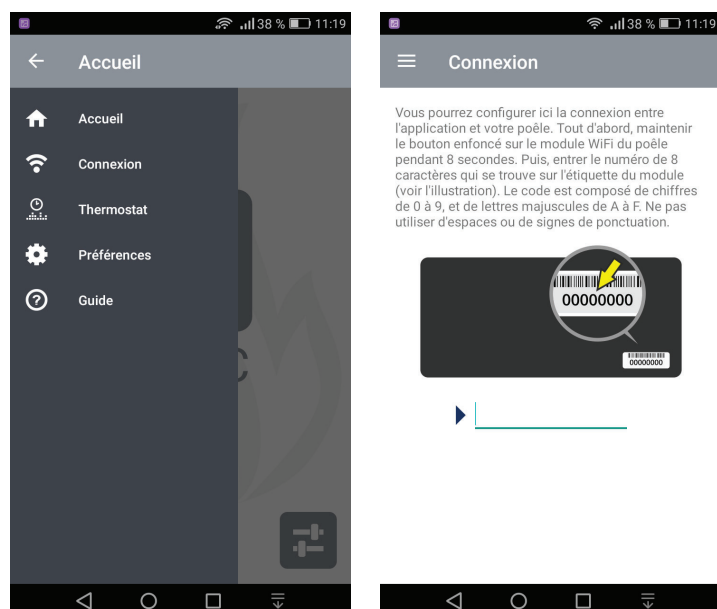 38 % 11:19
Accueil
Accueil
Connexion
Thermostat
Préférences
Guide
C
38 % 11:19
Connexion
Vous pourrez configurer ici la connexion entre
l'application et votre poêle. Tout d'abord, maintenir
le bouton enfoncé sur le module WiFi du poêle
pendant 8 secondes. Puis, entrer le numéro de 8
caractères qui se trouve sur l'étiquette du module
(voir l'illustration). Le code est composé de chiffres
de 0 à 9, et de lettres majuscules de A à F. Ne pas
utiliser d'espaces ou de signes de ponctuation.
00000000
00000000